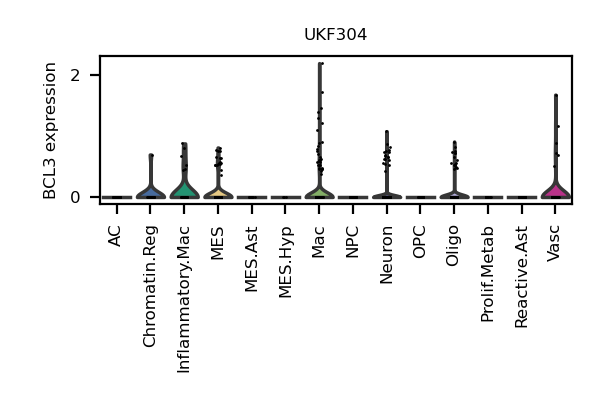 UKF304
BCL3 expression
2
0
AC
Chromatin.Reg
Inflammatory.Mac
MES
MES.Ast
MES.Hyp
Mac
NPC
Neuron
OPC
Oligo
Prolif.Metab
Reactive.Ast
Vasc